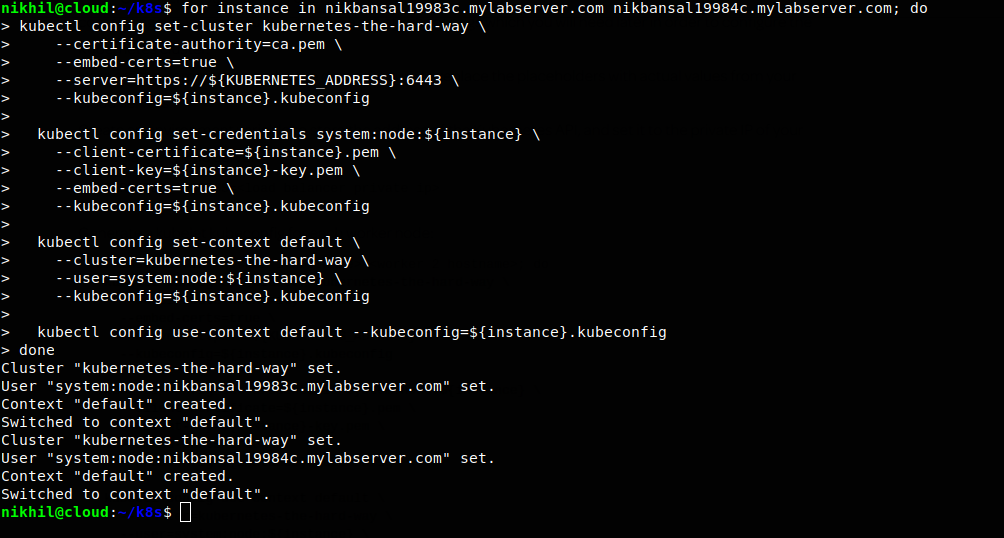 nikhil@cloud:~/k8s$ for instance in nikbansal19983c.mylabserver.com nikbansal19984c.mylabserver.com; do
> kubectl config set-cluster kubernetes-the-hard-way \
>     --certificate-authority=ca.pem \
>     --embed-certs=true \
>     --server=https://${KUBERNETES_ADDRESS}:6443 \
>     --kubeconfig=${instance}.kubeconfig
>
>   kubectl config set-credentials system:node:${instance} \
>     --client-certificate=${instance}.pem \
>     --client-key=${instance}-key.pem \
>     --embed-certs=true \
>     --kubeconfig=${instance}.kubeconfig
>
>   kubectl config set-context default \
>     --cluster=kubernetes-the-hard-way \
>     --user=system:node:${instance} \
>     --kubeconfig=${instance}.kubeconfig
>
>   kubectl config use-context default --kubeconfig=${instance}.kubeconfig
> done
Cluster "kubernetes-the-hard-way" set.
User "system:node:nikbansal19983c.mylabserver.com" set.
Context "default" created.
Switched to context "default".
Cluster "kubernetes-the-hard-way" set.
User "system:node:nikbansal19984c.mylabserver.com" set.
Context "default" created.
Switched to context "default".
nikhil@cloud:~/k8s$